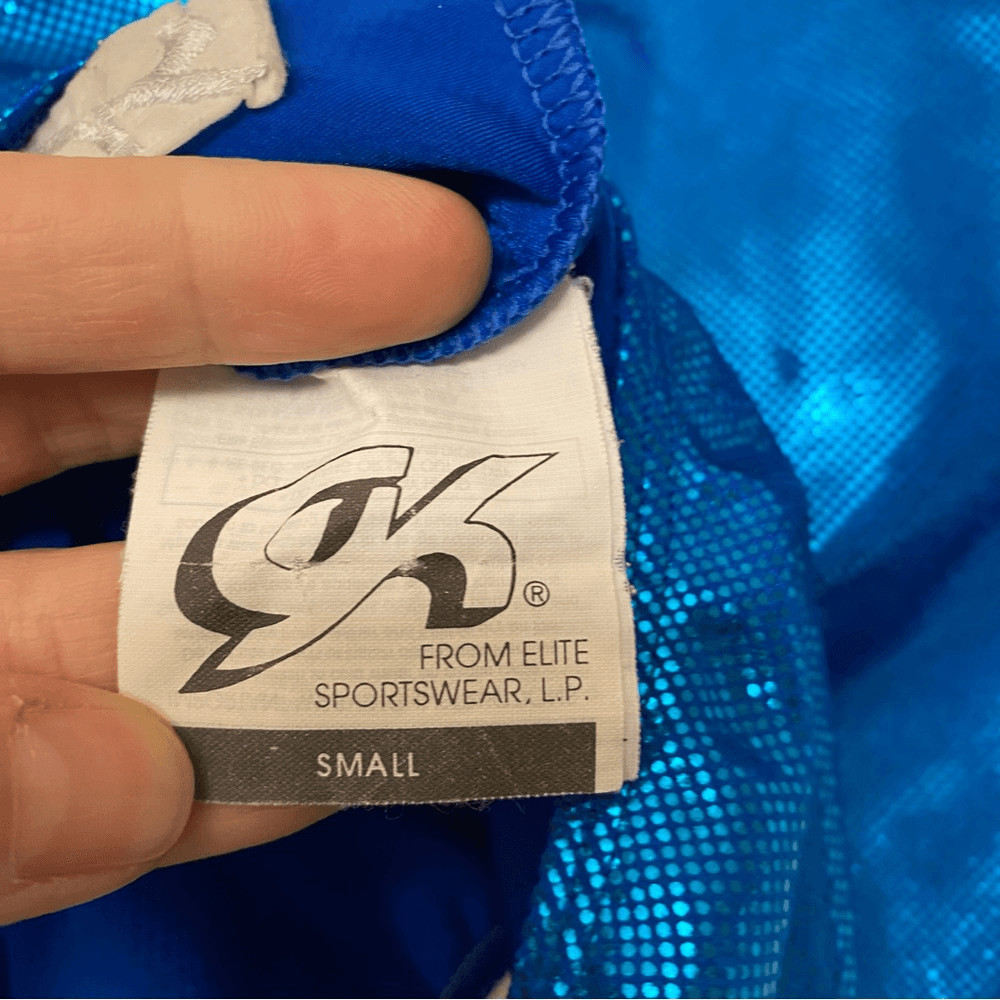 GK®
FROM ELITE
SPORTSWEAR, L.P.
SMALL